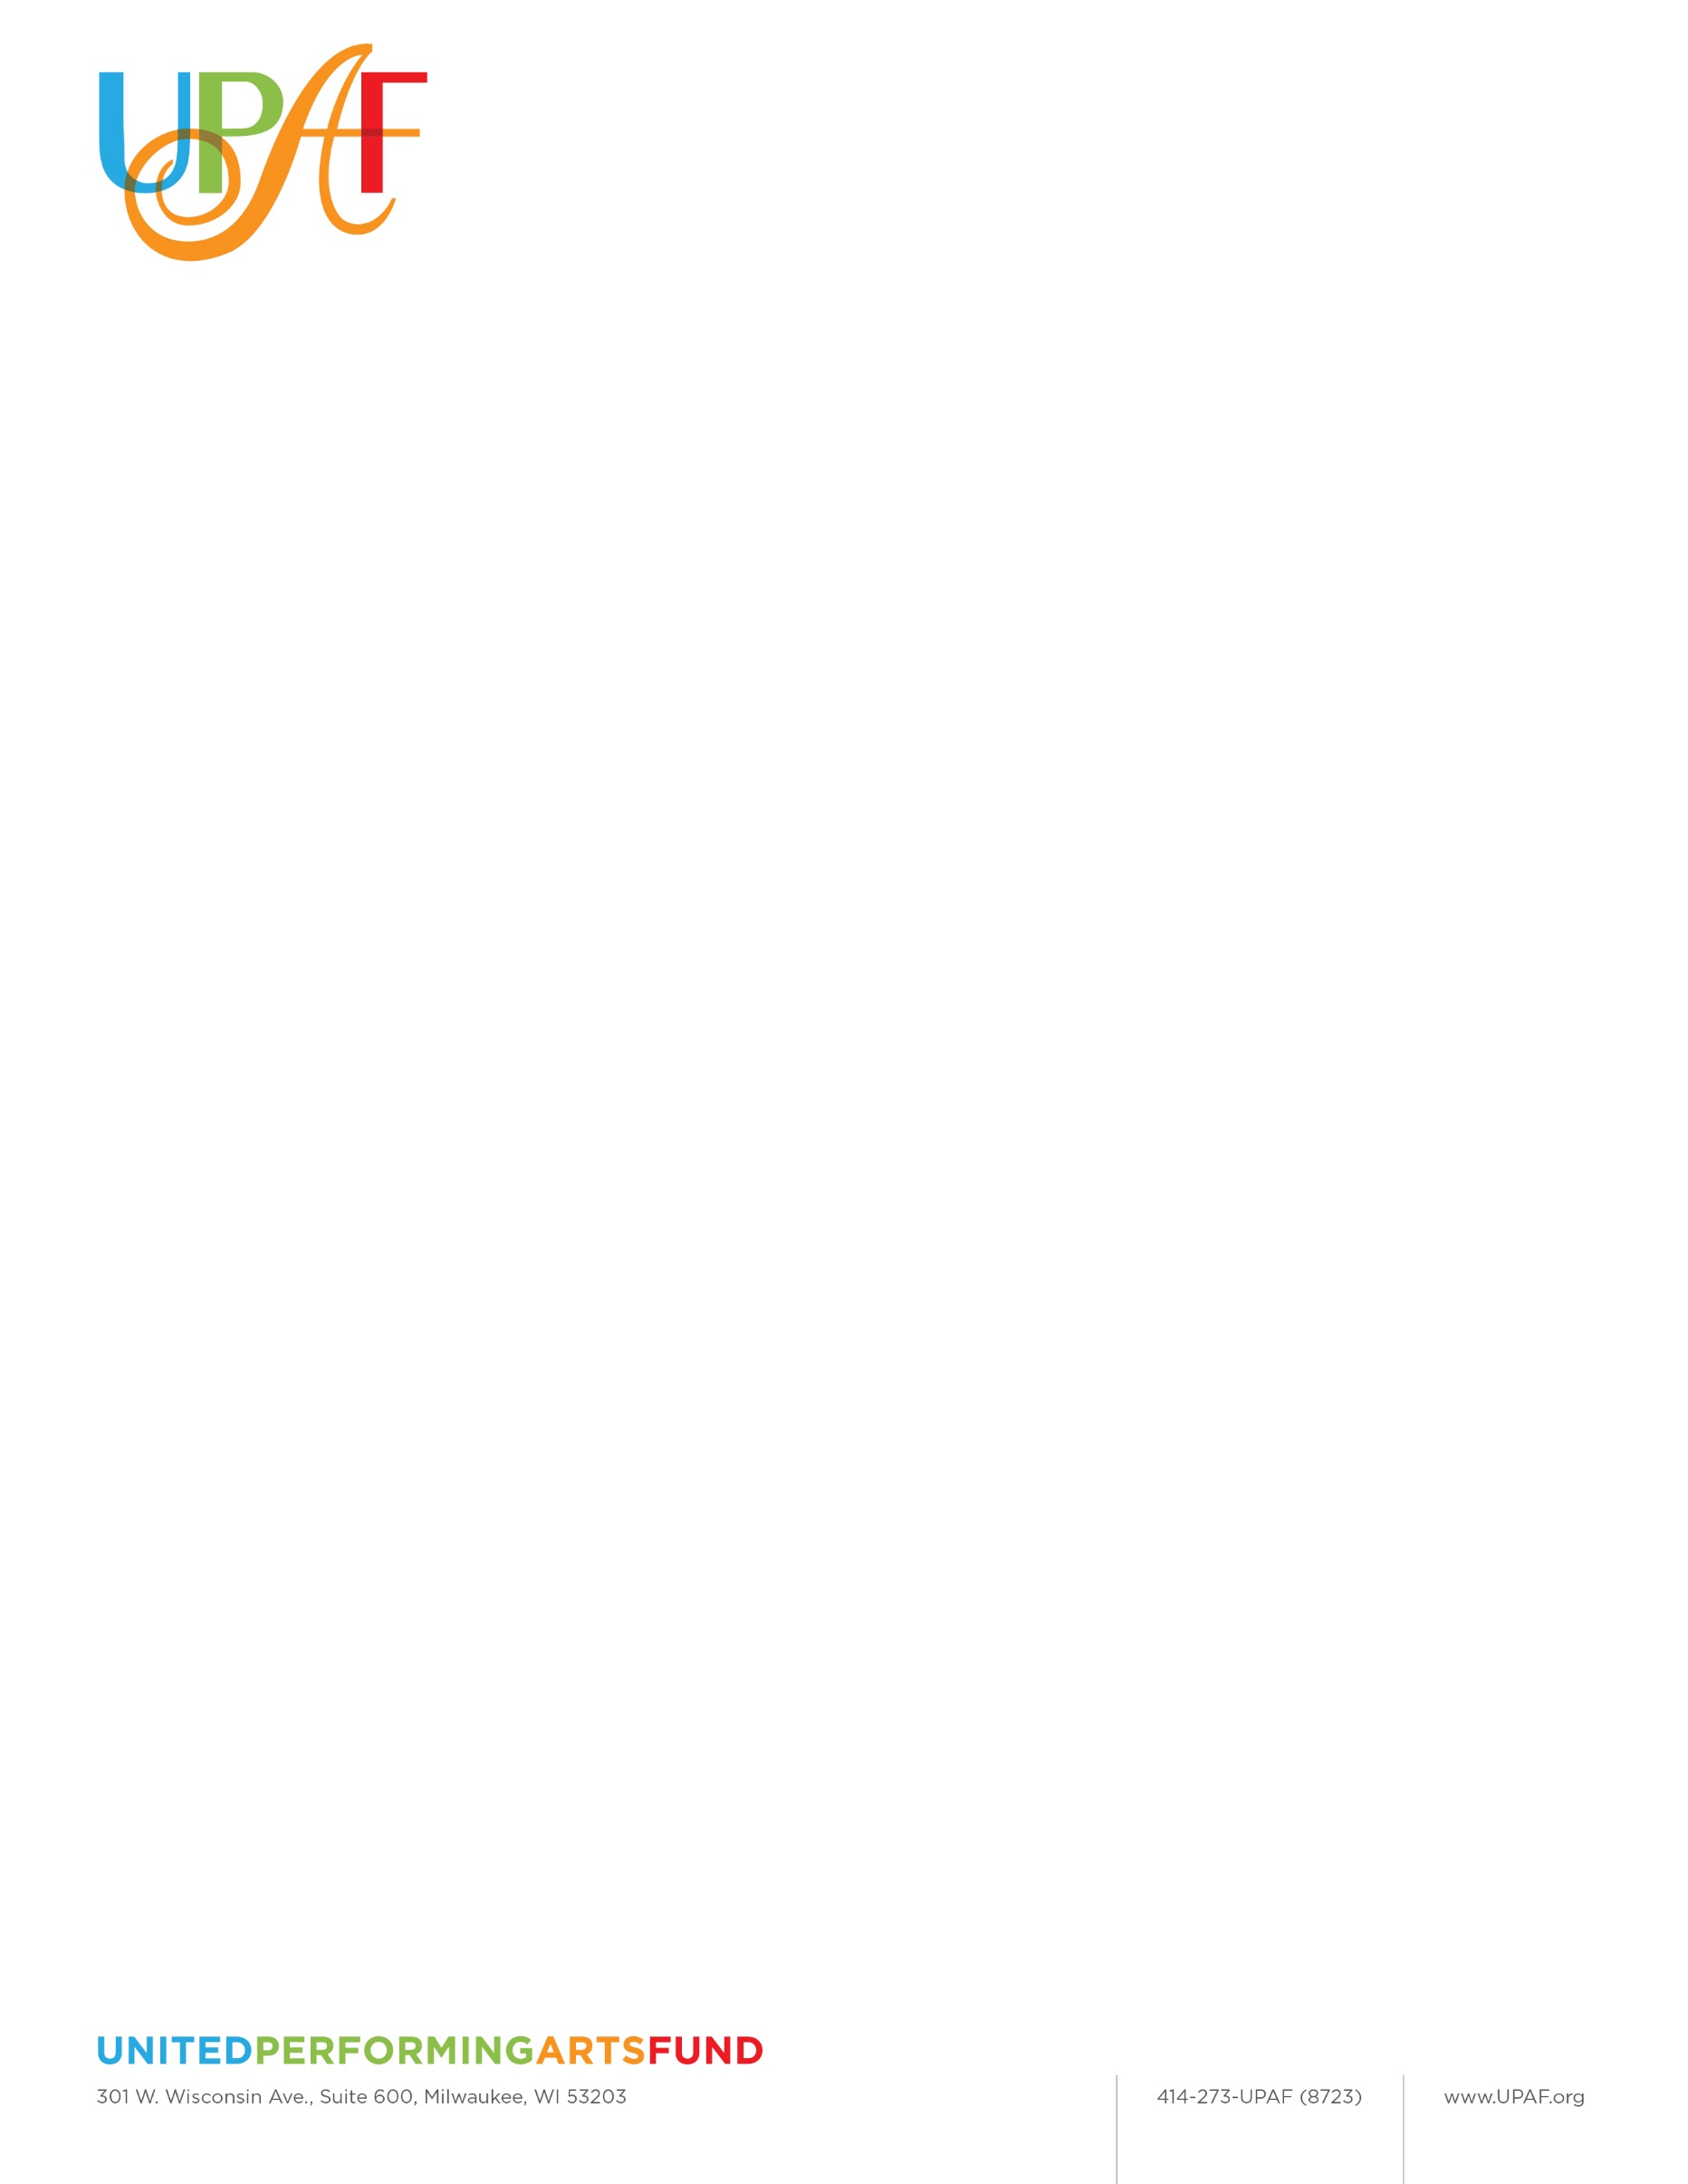 UPAF
UNITEDPERFORMINGARTSFUND
301 W. Wisconsin Ave., Suite 600, Milwaukee, WI 53203
414-273-UPAF (8723)
www.UPAF.org